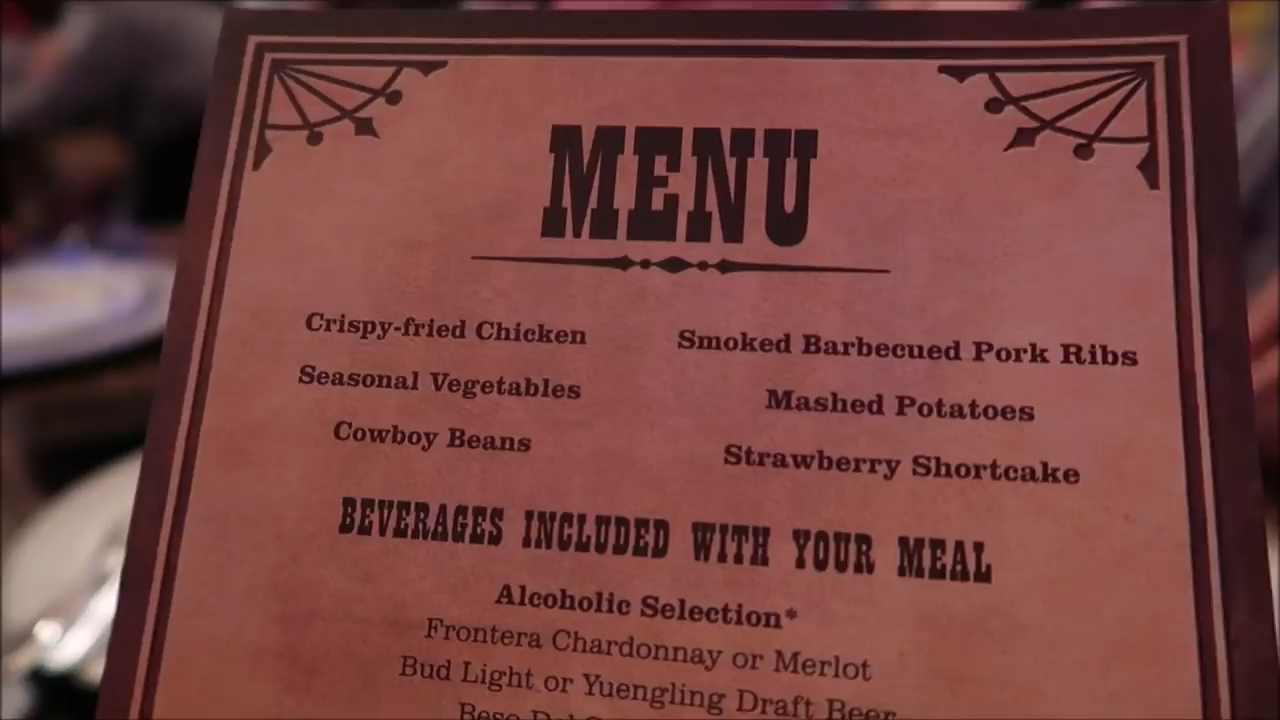 MENU
Crispy-fried Chicken
Smoked Barbecued Pork Ribs
Seasonal Vegetables
Mashed Potatoes
Cowboy Beans
Strawberry Shortcake
BEVERAGES INCLUDED WITH YOUR MEAL
Alcoholic Selection*
Frontera Chardonnay or Merlot
Bud Light or Yuengling Draft Beer